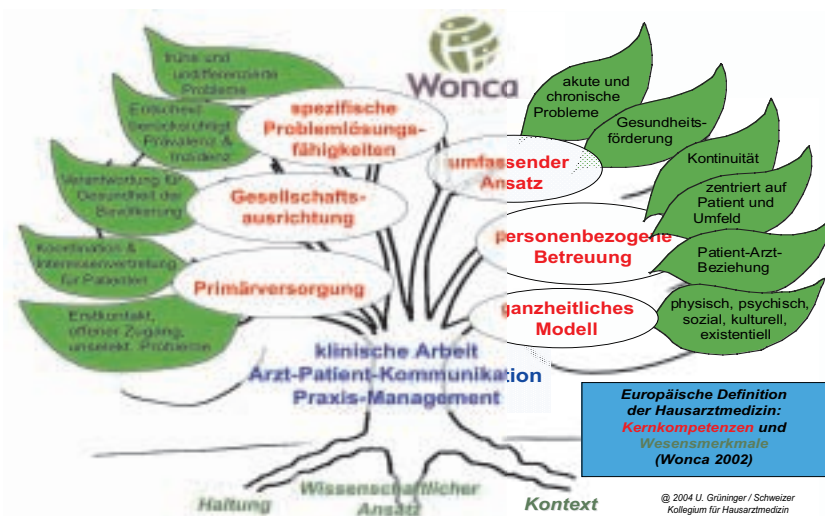 Wonca
frühe und
undifferenzierte
Probleme
Entscheid
berücksichtigt
Prävalenz &
Inzidenz
Verantwortung für
Gesundheit der
Bevölkerung
Koordination &
Interessenvertretung
für Patienten
Erstkontakt,
offener Zugang,
unselekt. Probleme
spezifische
Problemlösungs-
fähigkeiten
Gesellschafts-
ausrichtung
Primärversorgung
umfassender
Ansatz
personenbezogene
Betreuung
ganzheitliches
Modell
akute und
chronische
Probleme
Gesundheits-
förderung
Kontinuität
zentriert auf
Patient und
Umfeld
Patient-Arzt-
Beziehung
physisch, psychisch,
sozial, kulturell,
existentiell
klinische Arbeit
Arzt-Patient-Kommunikation
Praxis-Management
Europäische Definition
der Hausarztmedizin:
Kernkompetenzen und
Wesensmerkmale
(Wonca 2002)
Haltung
Wissenschaftlicher
Ansatz
Kontext
@ 2004 U. Grüninger / Schweizer
Kollegium für Hausarztmedizin